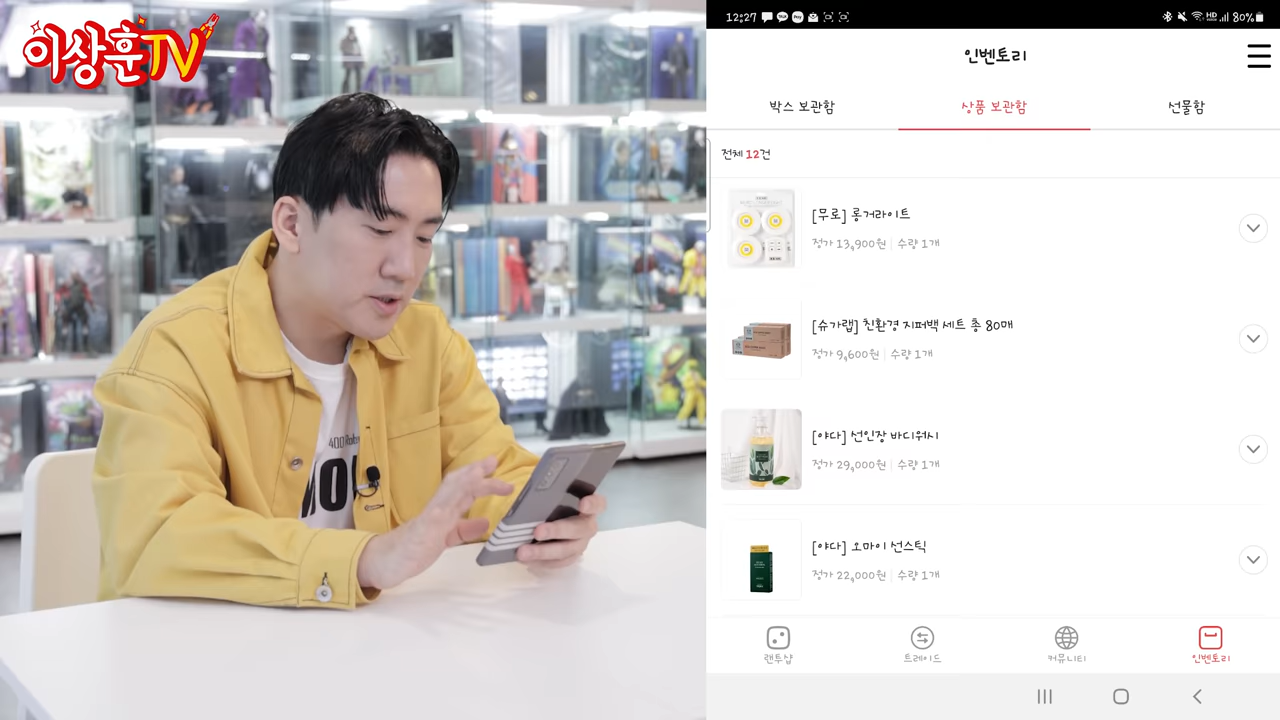 이상훈TV
400
12:27
HD
80%
인벤토리
박스 보관함
상품 보관함
선물함
전체 12건
[무로] 롱거라이트
정가 13,900원 | 수량 1개
[슈가랩] 친환경 지퍼백 세트 총 80매
정가 9,600원 | 수량 1개
[야다] 선인장 바디워시
정가 29,000원 | 수량 1개
[야다] 오마이 선스틱
정가 22,000원 | 수량 1개
랜투샵
트레이드
커뮤니티
인벤토리